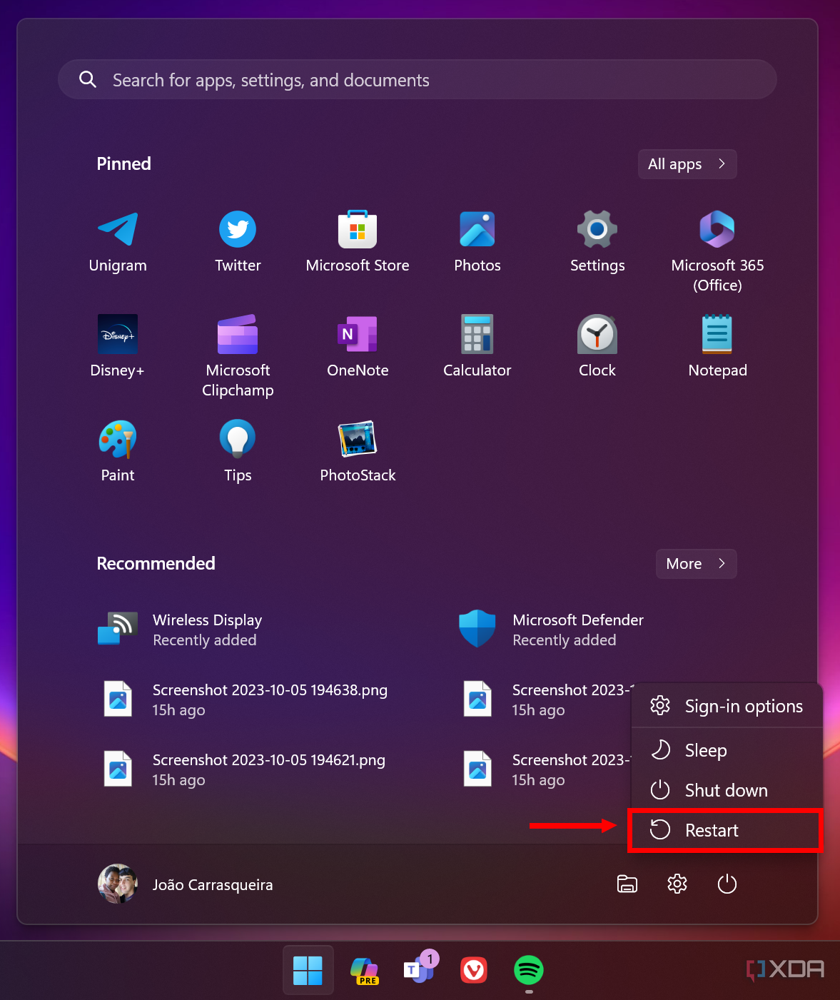 Search for apps, settings, and documents
Pinned
All apps
Unigram
Twitter
Microsoft Store
Photos
Settings
Microsoft 365
(Office)
Disney+
Disney+
Microsoft
Clipchamp
N
OneNote
Calculator
Clock
Notepad
Paint
Tips
PhotoStack
Recommended
More
Wireless Display
Recently added
Microsoft Defender
Recently added
Screenshot 2023-10-05 194638.png
15h ago
Screenshot 2023-
15h ago
Screenshot 2023-10-05 194621.png
15h ago
Screenshot 2023-
15h ago
Sign-in options
Sleep
Shut down
Restart
João Carrasqueira
PRE
T
1
XDA